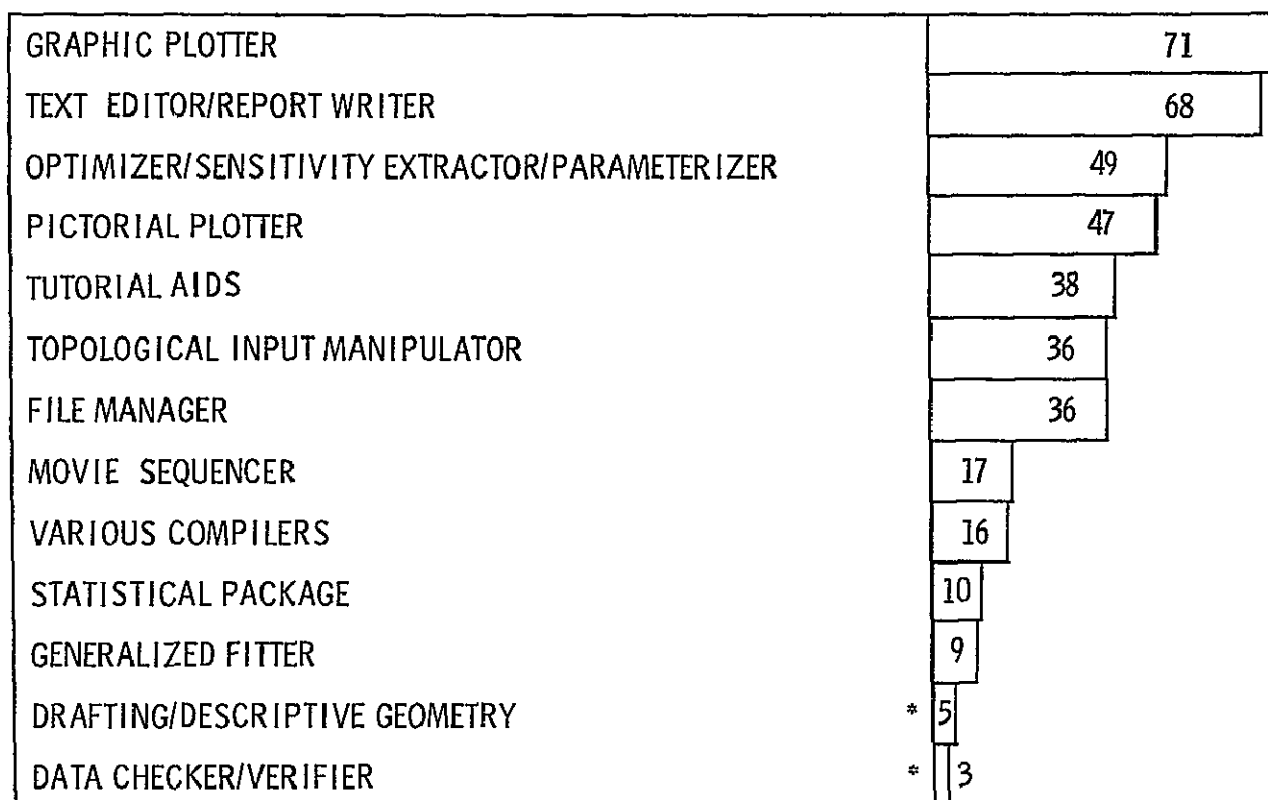 GRAPHIC PLOTTER 71
TEXT EDITOR/REPORT WRITER 68
OPTIMIZER/SENSITIVITY EXTRACTOR/PARAMETERIZER 49
PICTORIAL PLOTTER 47
TUTORIAL AIDS 38
TOPOLOGICAL INPUT MANIPULATOR 36
FILE MANAGER 36
MOVIE SEQUENCER 17
VARIOUS COMPILERS 16
STATISTICAL PACKAGE 10
GENERALIZED FITTER 9
DRAFTING/DESCRIPTIVE GEOMETRY * 5
DATA CHECKER/VERIFIER * 3